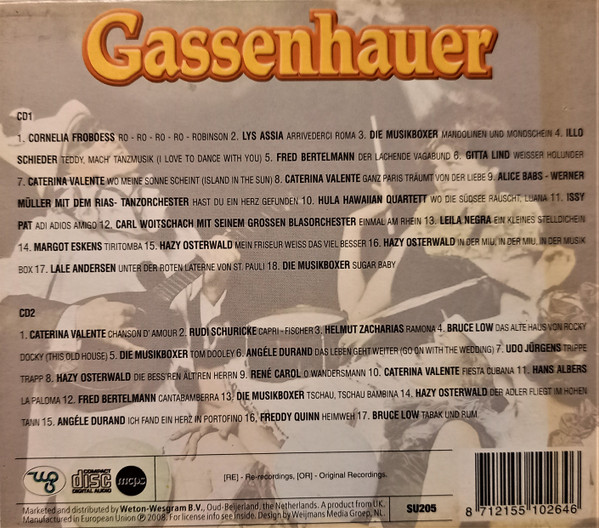 Gassenhauer
CD1
1. CORNELIA FROBOESS RO - RO - RO - RO - ROBINSON 2. LYS ASSIA ARRIVEDERCI ROMA 3. DIE MUSIKBOXER MANDOLINEN UND MONDSCHEIN 4. ILLO
SCHIEDER TEDDY, MACH' TANZMUSIK (I LOVE TO DANCE WITH YOU) 5. FRED BERTELMANN DER LACHENDE VAGABUND 6. GITTA LIND WEISSER HOLUNDER
7. CATERINA VALENTE WO MEINE SONNE SCHEINT (ISLAND IN THE SUN) 8. CATERINA VALENTE GANZ PARIS TRÄUMT VON DER LIEBE 9. ALICE BABS - WERNER
MÜLLER MIT DEM RIAS- TANZORCHESTER HAST DU EIN HERZ GEFUNDEN 10. HULA HAWAIIAN QUARTETT WO DIE SÜDSEE RAUSCHT, LUANA 11. ISSY
PAT ADI ADIOS AMIGO 12. CARL WOITSCHACH MIT SEINEM GROSSEN BLASORCHESTER EINMAL AM RHEIN 13. LEILA NEGRA EIN KLEINES STELLDICHEIN
14. MARGOT ESKENS TIRITOMBA 15. HAZY OSTERWALD MEIN FRISEUR WEISS DAS VIEL BESSER 16. HAZY OSTERWALD IN DER MIU, IN DER MIU, IN DER MUSIK
BOX 17. LALE ANDERSEN UNTER DER ROTEN LATERNE VON ST. PAULI 18. DIE MUSIKBOXER SUGAR BABY
CD2
1. CATERINA VALENTE CHANSON D' AMOUR 2. RUDI SCHURICKE CAPRI - FISCHER 3. HELMUT ZACHARIAS RAMONA 4. BRUCE LOW DAS ALTE HAUS VON ROCKY
DOCKY (THIS OLD HOUSE) 5. DIE MUSIKBOXER TOM DOOLEY 6. ANGÉLE DURAND DAS LEBEN GEHT WEITER (GO ON WITH THE WEDDING) 7. UDO JÜRGENS TRIPPE
TRAPP 8. HAZY OSTERWALD DIE BESS'REN ÄLT'REN HERRN 9. RENÉ CAROL O WANDERSMANN 10. CATERINA VALENTE FIESTA CUBANA 11. HANS ALBERS
LA PALOMA 12. FRED BERTELMANN CANTABAMBERRA 13. DIE MUSIKBOXER TSCHAU, TSCHAU BAMBINA 14. HAZY OSTERWALD DER ADLER FLIEGT IM HOHEN
TANN 15. ANGÉLE DURAND ICH FAND EIN HERZ IN PORTOFINO 16. FREDDY QUINN HEIMWEH 17. BRUCE LOW TABAK UND RUM
COMPACT
disc
DIGITAL AUDIO
mcps
[RE] - Re-recordings, [OR] - Original Recordings.
Marketed and distributed by Weton-Wesgram B.V., Oud-Beijerland, the Netherlands. A product from UK.
Manufactured in European Union ℗ 2008. For license info see inside. Design by Weijmans Media Groep, NL.
SU205
8 712155 102646